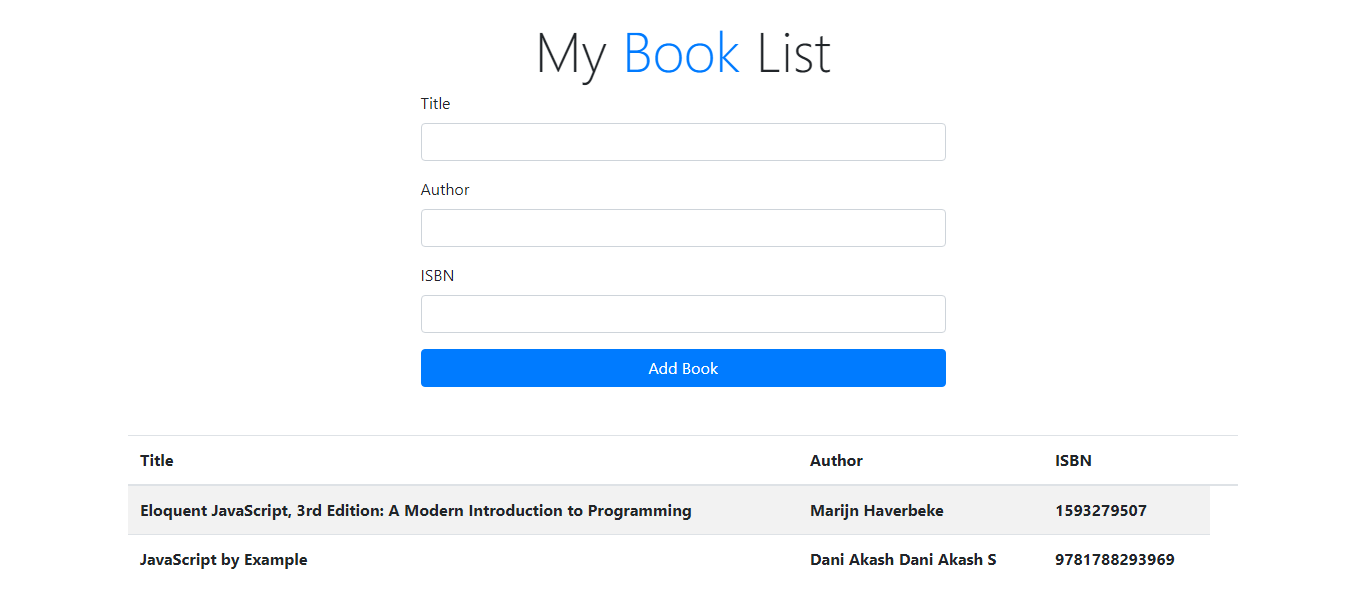 My Book List
Title
Author
ISBN
Add Book
Title Author ISBN
Eloquent JavaScript, 3rd Edition: A Modern Introduction to Programming Marijn Haverbeke 1593279507
JavaScript by Example Dani Akash Dani Akash S 9781788293969